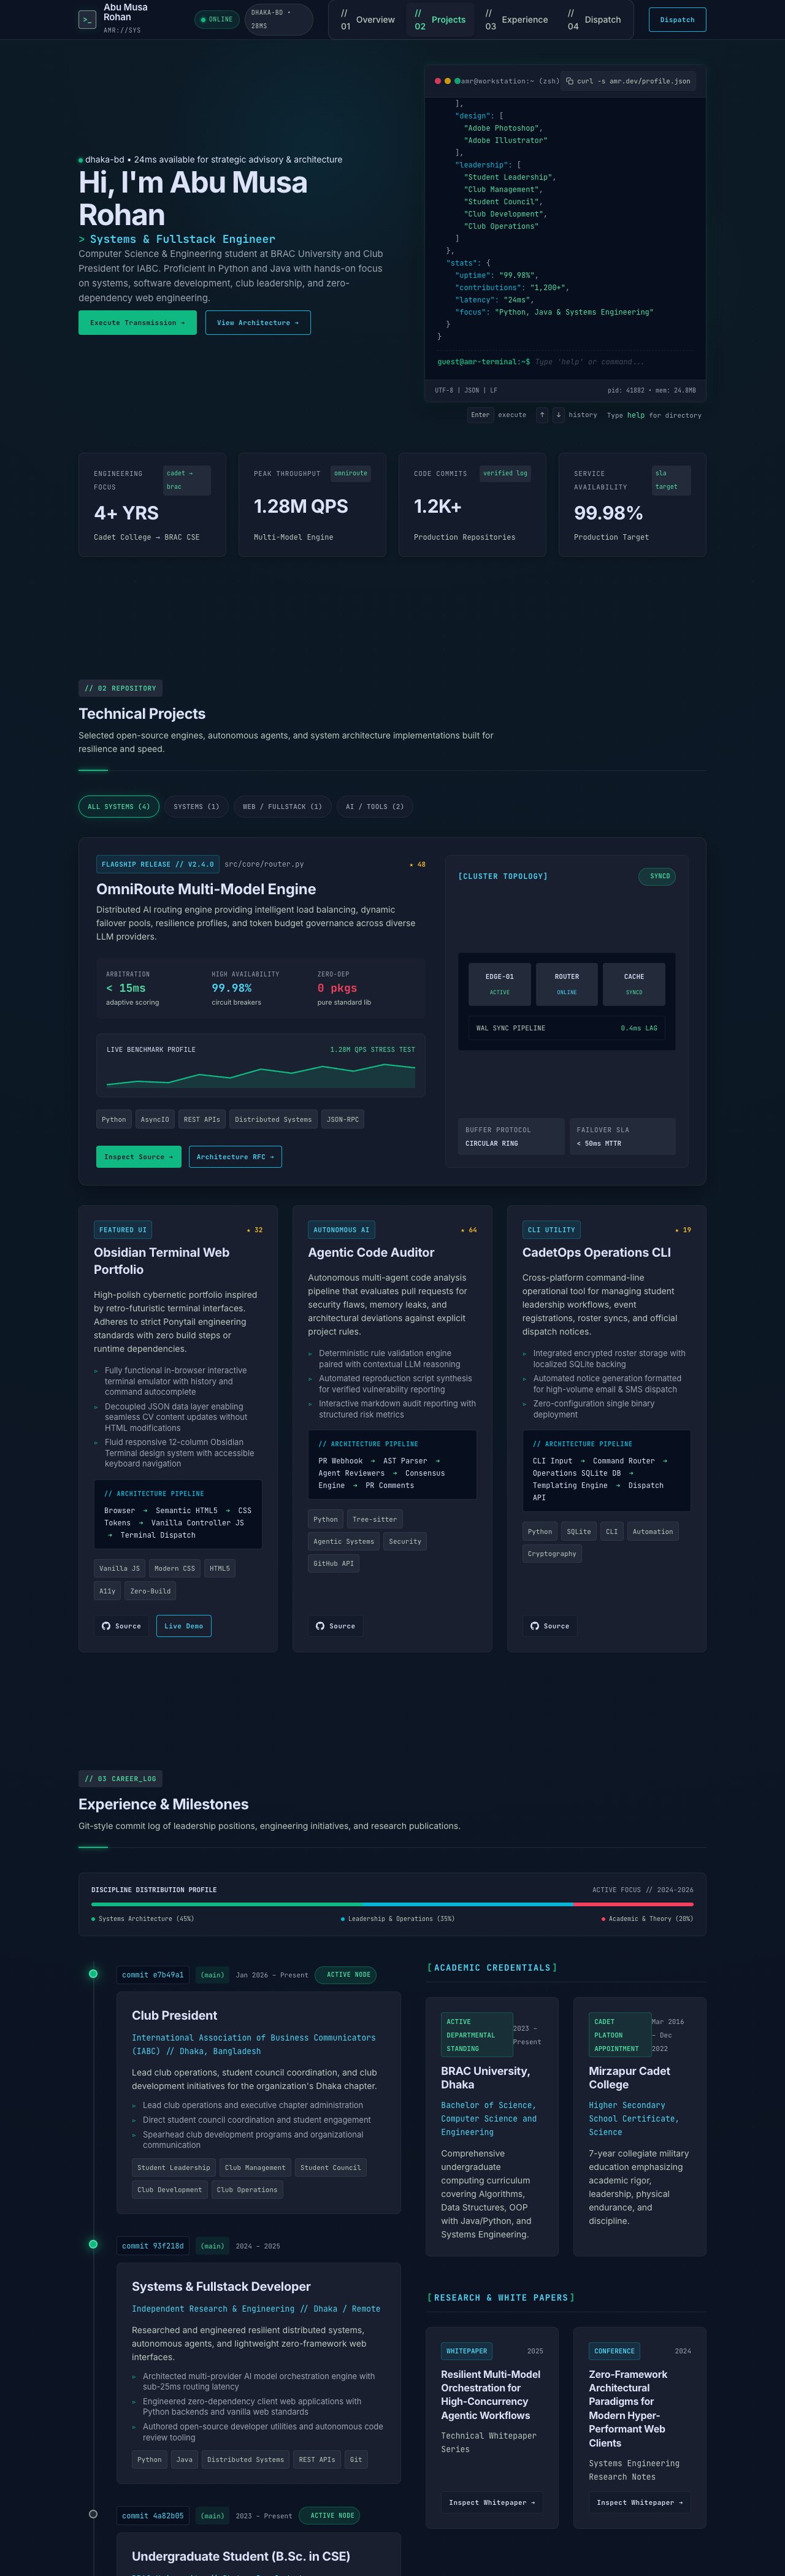 >_
Abu Musa
Rohan
AMR://SYS
ONLINE
DHAKA-BD •
28MS
//
01
Overview
//
02
Projects
//
03
Experience
//
04
Dispatch
Dispatch
dhaka-bd • 24ms available for strategic advisory & architecture
Hi, I'm Abu Musa
Rohan
> Systems & Fullstack Engineer
Computer Science & Engineering student at BRAC University and Club
President for IABC. Proficient in Python and Java with hands-on focus
on systems, software development, club leadership, and zero-
dependency web engineering.
Execute Transmission →
View Architecture →
amr@workstation:~ (zsh)
curl -s amr.dev/profile.json
],
"design": [
"Adobe Photoshop",
"Adobe Illustrator"
],
"leadership": [
"Student Leadership",
"Club Management",
"Student Council",
"Club Development",
"Club Operations"
]
},
"stats": {
"uptime": "99.98%",
"contributions": "1,200+",
"latency": "24ms",
"focus": "Python, Java & Systems Engineering"
}
}
guest@amr-terminal:~$ Type 'help' or command...
UTF-8 | JSON | LF
pid: 41882 • mem: 24.8MB
Enter execute ↑ ↓ history Type help for directory
ENGINEERING
FOCUS
cadet →
brac
4+ YRS
Cadet College → BRAC CSE
PEAK THROUGHPUT
omniroute
1.28M QPS
Multi-Model Engine
CODE COMMITS
verified log
1.2K+
Production Repositories
SERVICE
AVAILABILITY
sla
target
99.98%
Production Target
// 02 REPOSITORY
Technical Projects
Selected open-source engines, autonomous agents, and system architecture implementations built for
resilience and speed.
ALL SYSTEMS (4)
SYSTEMS (1)
WEB / FULLSTACK (1)
AI / TOOLS (2)
FLAGSHIP RELEASE // V2.4.0
src/core/router.py
★ 48
OmniRoute Multi-Model Engine
Distributed AI routing engine providing intelligent load balancing, dynamic
failover pools, resilience profiles, and token budget governance across diverse
LLM providers.
ARBITRATION
< 15ms
adaptive scoring
HIGH AVAILABILITY
99.98%
circuit breakers
ZERO-DEP
0 pkgs
pure standard lib
LIVE BENCHMARK PROFILE
1.28M QPS STRESS TEST
Python
AsyncIO
REST APIs
Distributed Systems
JSON-RPC
Inspect Source →
Architecture RFC →
[CLUSTER TOPOLOGY]
SYNCD
EDGE-01
ACTIVE
ROUTER
ONLINE
CACHE
SYNCD
WAL SYNC PIPELINE
0.4ms LAG
BUFFER PROTOCOL
CIRCULAR RING
FAILOVER SLA
< 50ms MTTR
FEATURED UI
★ 32
Obsidian Terminal Web
Portfolio
High-polish cybernetic portfolio inspired
by retro-futuristic terminal interfaces.
Adheres to strict Ponytail engineering
standards with zero build steps or
runtime dependencies.
Fully functional in-browser interactive
terminal emulator with history and
command autocomplete
Decoupled JSON data layer enabling
seamless CV content updates without
HTML modifications
Fluid responsive 12-column Obsidian
Terminal design system with accessible
keyboard navigation
// ARCHITECTURE PIPELINE
Browser → Semantic HTML5 → CSS
Tokens → Vanilla Controller JS
→ Terminal Dispatch
Vanilla JS
Modern CSS
HTML5
A11y
Zero-Build
Source
Live Demo
AUTONOMOUS AI
★ 64
Agentic Code Auditor
Autonomous multi-agent code analysis
pipeline that evaluates pull requests for
security flaws, memory leaks, and
architectural deviations against explicit
project rules.
Deterministic rule validation engine
paired with contextual LLM reasoning
Automated reproduction script synthesis
for verified vulnerability reporting
Interactive markdown audit reporting with
structured risk metrics
// ARCHITECTURE PIPELINE
PR Webhook → AST Parser →
Agent Reviewers → Consensus
Engine → PR Comments
Python
Tree-sitter
Agentic Systems
Security
GitHub API
Source
CLI UTILITY
★ 19
CadetOps Operations CLI
Cross-platform command-line
operational tool for managing student
leadership workflows, event
registrations, roster syncs, and official
dispatch notices.
Integrated encrypted roster storage with
localized SQLite backing
Automated notice generation formatted
for high-volume email & SMS dispatch
Zero-configuration single binary
deployment
// ARCHITECTURE PIPELINE
CLI Input → Command Router →
Operations SQLite DB →
Templating Engine → Dispatch
API
Python
SQLite
CLI
Automation
Cryptography
Source
// 03 CAREER_LOG
Experience & Milestones
Git-style commit log of leadership positions, engineering initiatives, and research publications.
DISCIPLINE DISTRIBUTION PROFILE
ACTIVE FOCUS // 2024-2026
Systems Architecture (45%)
Leadership & Operations (35%)
Academic & Theory (20%)
commit e7b49a1
(main)
Jan 2026 – Present
ACTIVE NODE
Club President
International Association of Business Communicators
(IABC) // Dhaka, Bangladesh
Lead club operations, student council coordination, and club
development initiatives for the organization's Dhaka chapter.
Lead club operations and executive chapter administration
Direct student council coordination and student engagement
Spearhead club development programs and organizational
communication
Student Leadership
Club Management
Student Council
Club Development
Club Operations
commit 93f218d
(main)
2024 – 2025
Systems & Fullstack Developer
Independent Research & Engineering // Dhaka / Remote
Researched and engineered resilient distributed systems,
autonomous agents, and lightweight zero-framework web
interfaces.
Architected multi-provider AI model orchestration engine with
sub-25ms routing latency
Engineered zero-dependency client web applications with
Python backends and vanilla web standards
Authored open-source developer utilities and autonomous code
review tooling
Python
Java
Distributed Systems
REST APIs
Git
commit 4a82b05
(main)
2023 – Present
ACTIVE NODE
Undergraduate Student (B.Sc. in CSE)
[ACADEMIC CREDENTIALS]
ACTIVE
DEPARTMENTAL
STANDING
2023 –
Present
BRAC University,
Dhaka
Bachelor of Science,
Computer Science and
Engineering
Comprehensive
undergraduate
computing curriculum
covering Algorithms,
Data Structures, OOP
with Java/Python, and
Systems Engineering.
CADET
PLATOON
APPOINTMENT
Mar 2016
– Dec
2022
Mirzapur Cadet
College
Higher Secondary
School Certificate,
Science
7-year collegiate military
education emphasizing
academic rigor,
leadership, physical
endurance, and
discipline.
[RESEARCH & WHITE PAPERS]
WHITEPAPER
2025
Resilient Multi-Model
Orchestration for
High-Concurrency
Agentic Workflows
Technical Whitepaper
Series
Inspect Whitepaper →
CONFERENCE
2024
Zero-Framework
Architectural
Paradigms for
Modern Hyper-
Performant Web
Clients
Systems Engineering
Research Notes
Inspect Whitepaper →